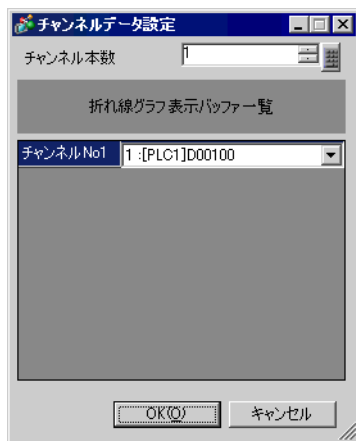 チャンネルデータ設定
チャンネル本数 1
折れ線グラフ表示バッファ一覧
チャンネルNo1 1 :[PLC1]D00100
OK(O) キャンセル